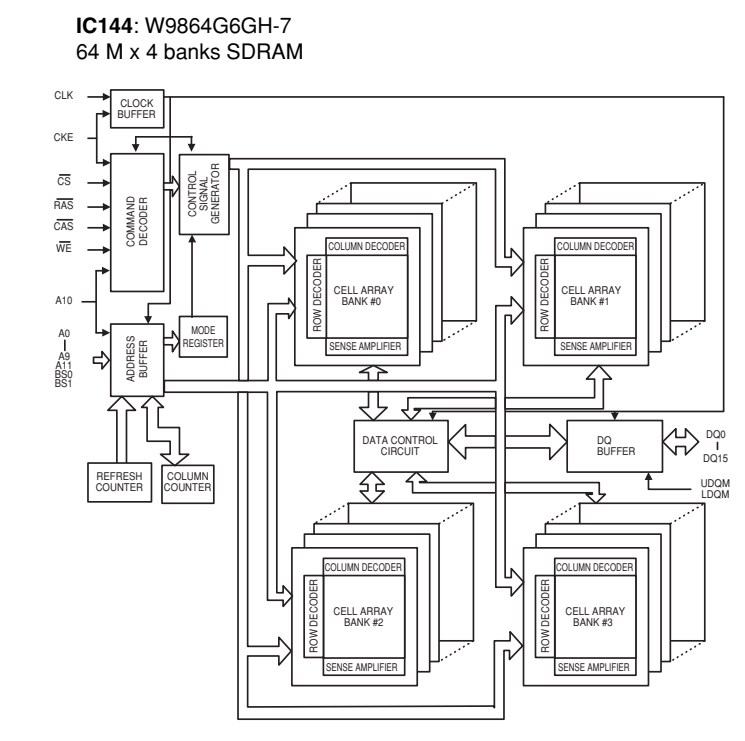 IC144: W9864G6GH-7
64 M x 4 banks SDRAM
CLK
CLOCK
BUFFER
CKE
CS
RAS
CAS
WE
COMMAND
DECODER
CONTROL
SIGNAL
GENERATOR
A10
A0
A9
A11
BS0
BS1
ADDRESS
BUFFER
MODE
REGISTER
REFRESH
COUNTER
COLUMN
COUNTER
COLUMN DECODER
ROW DECODER
CELL ARRAY
BANK #0
SENSE AMPLIFIER
COLUMN DECODER
ROW DECODER
CELL ARRAY
BANK #1
SENSE AMPLIFIER
DATA CONTROL
CIRCUIT
DQ
BUFFER
DQ0
DQ15
UDQM
LDQM
COLUMN DECODER
ROW DECODER
CELL ARRAY
BANK #2
SENSE AMPLIFIER
COLUMN DECODER
ROW DECODER
CELL ARRAY
BANK #3
SENSE AMPLIFIER